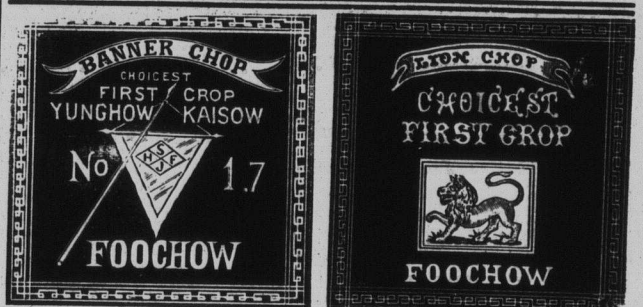 BANNER CHOP
CHOICEST
FIRST CROP
YUNGHOW KAISOW
S
H F
J
No 1.7
FOOCHOW
LION CHOP
CHOICEST
FIRST CROP
FOOCHOW